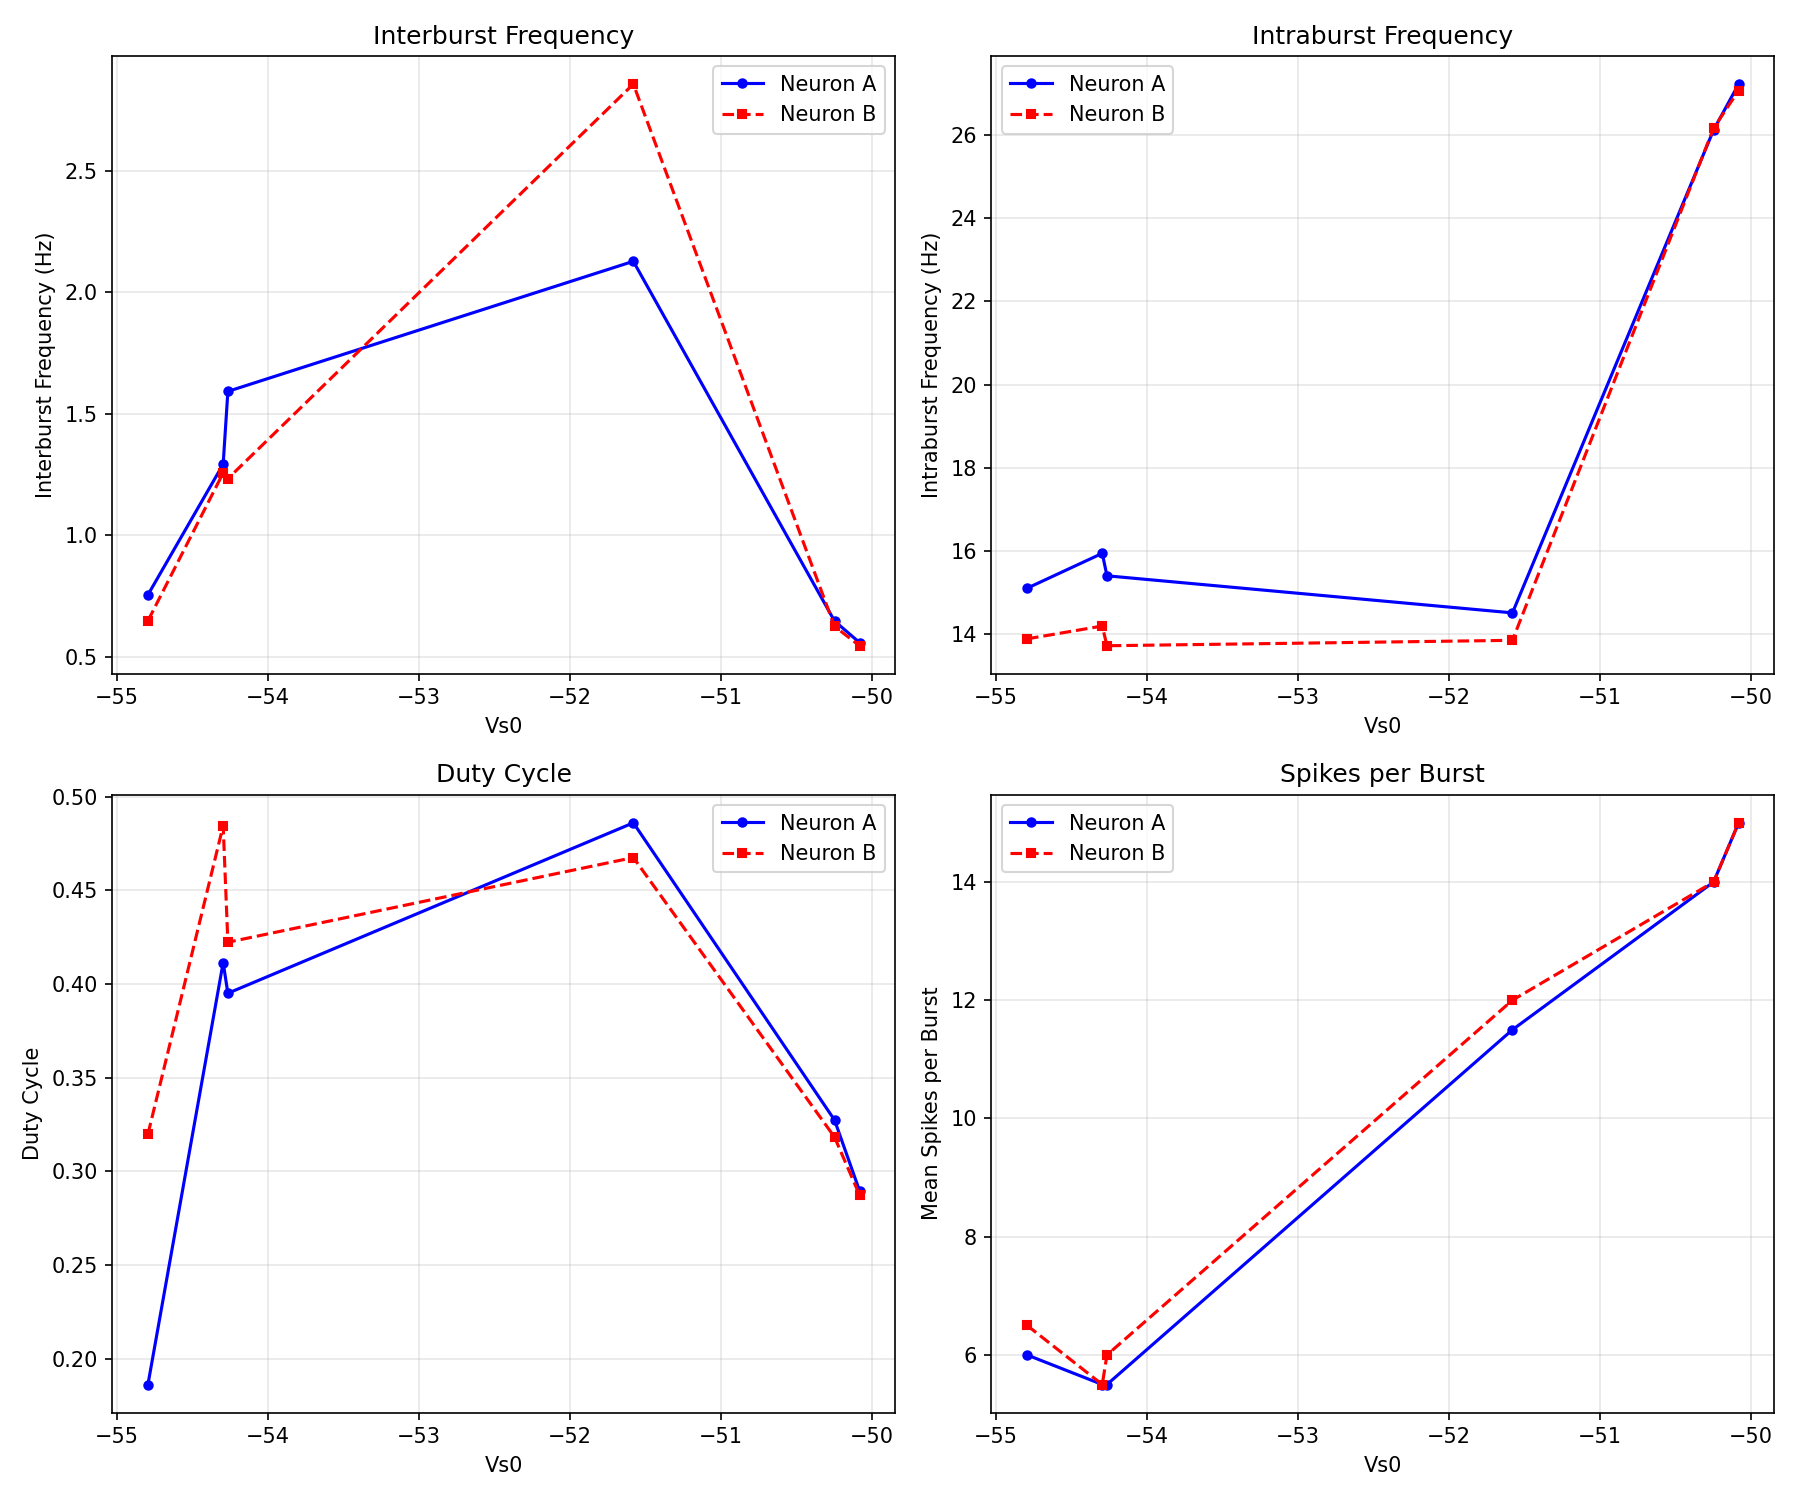 Interburst Frequency
Neuron A
Neuron B
Interburst Frequency (Hz)
2.5
2.0
1.5
1.0
0.5
−55 −54 −53 −52 −51 −50
Vs0
Intraburst Frequency
Neuron A
Neuron B
Intraburst Frequency (Hz)
26
24
22
20
18
16
14
−55 −54 −53 −52 −51 −50
Vs0
Duty Cycle
Neuron A
Neuron B
Duty Cycle
0.50
0.45
0.40
0.35
0.30
0.25
0.20
−55 −54 −53 −52 −51 −50
Vs0
Spikes per Burst
Neuron A
Neuron B
Mean Spikes per Burst
14
12
10
8
6
−55 −54 −53 −52 −51 −50
Vs0